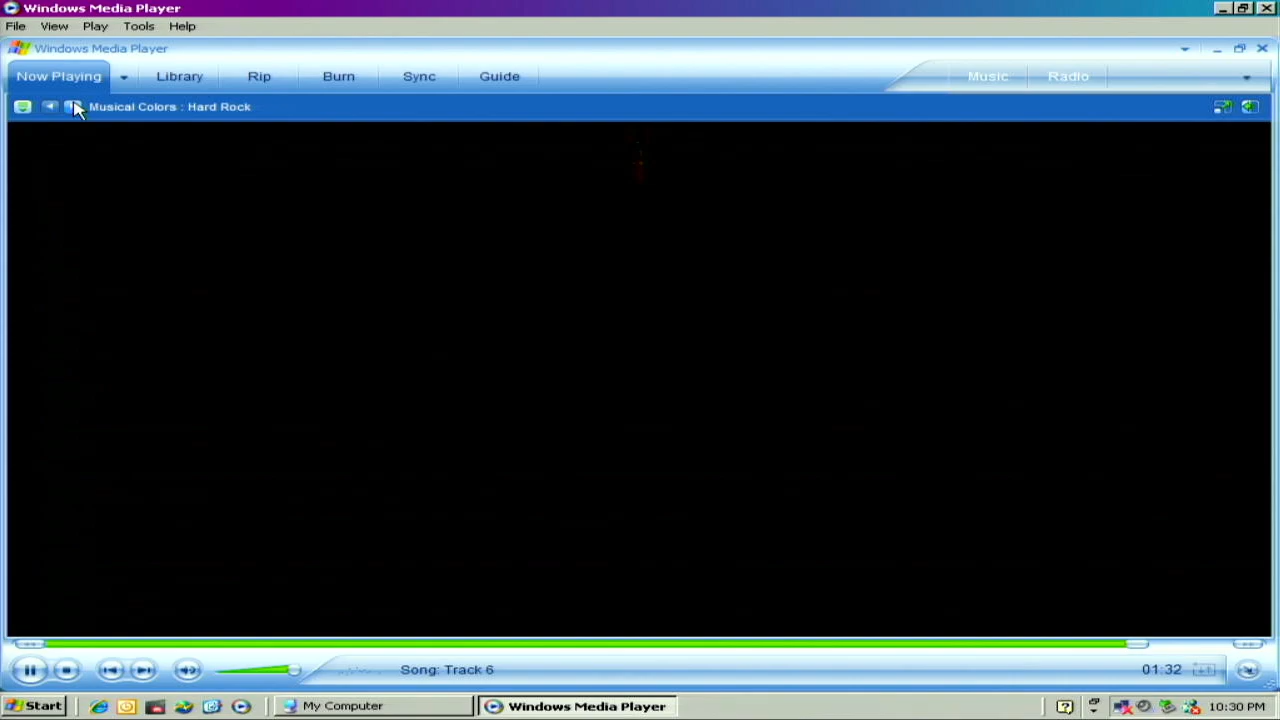 Windows Media Player
File View Play Tools Help
Windows Media Player
Now Playing Library Rip Burn Sync Guide Music Radio
Musical Colors : Hard Rock
Song: Track 6 01:32
Start My Computer Windows Media Player 10:30 PM